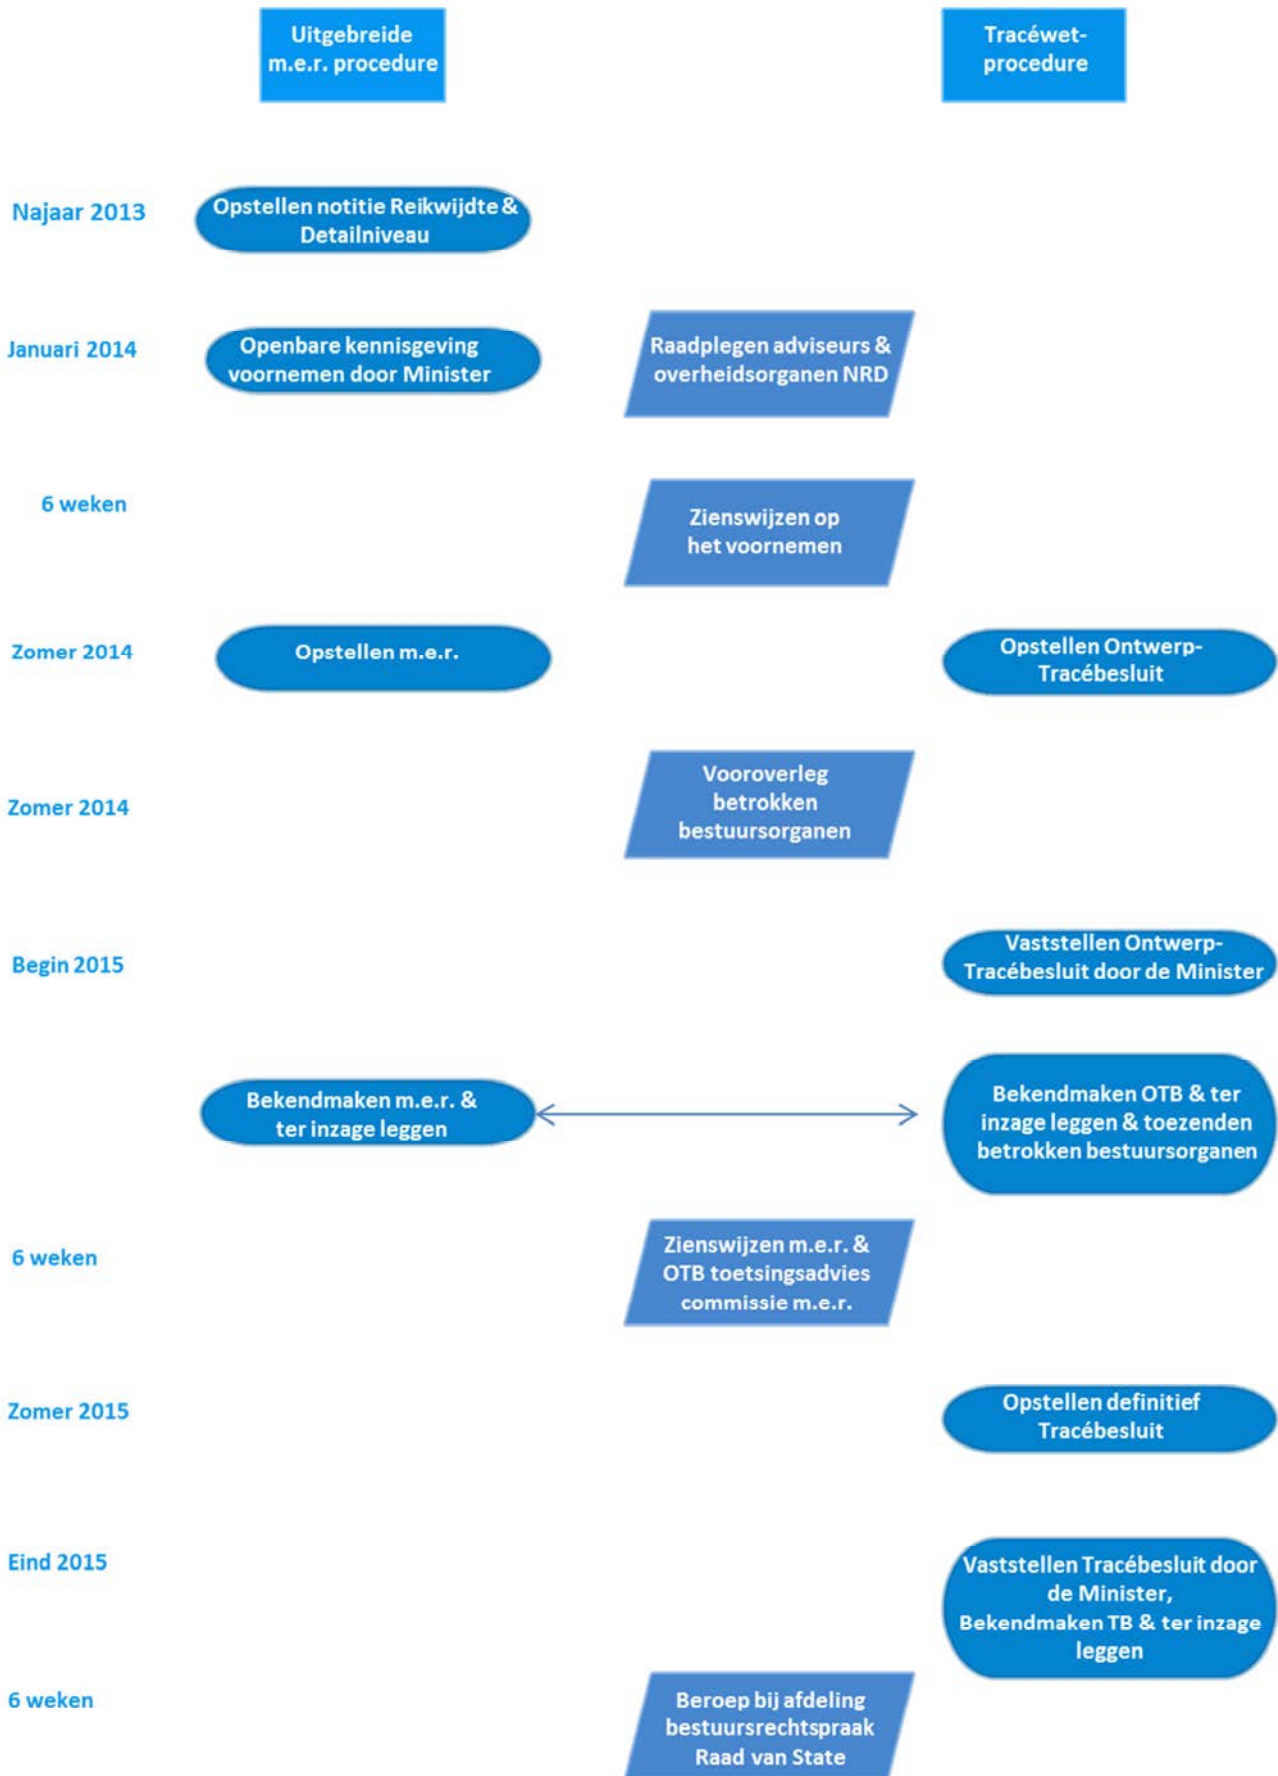 Uitgebreide
m.e.r. procedure
Tracéwet-
procedure
Najaar 2013
Opstellen notitie Reikwijdte &
Detailniveau
Januari 2014
Openbare kennisgeving
voornemen door Minister
Raadplegen adviseurs &
overheidsorganen NRD
6 weken
Zienswijzen op
het voornemen
Zomer 2014
Opstellen m.e.r.
Opstellen Ontwerp-
Tracébesluit
Zomer 2014
Vooroverleg
betrokken
bestuursorganen
Begin 2015
Vaststellen Ontwerp-
Tracébesluit door de Minister
Bekendmaken m.e.r. &
ter inzage leggen
Bekendmaken OTB & ter
inzage leggen & toezenden
betrokken bestuursorganen
6 weken
Zienswijzen m.e.r. &
OTB toetsingsadvies
commissie m.e.r.
Zomer 2015
Opstellen definitief
Tracébesluit
Eind 2015
Vaststellen Tracébesluit door
de Minister,
Bekendmaken TB & ter inzage
leggen
6 weken
Beroep bij afdeling
bestuursrechtspraak
Raad van State